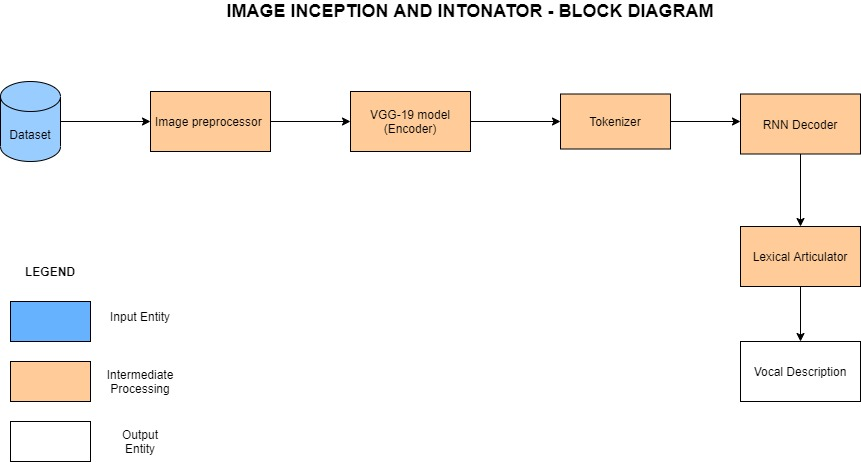 IMAGE INCEPTION AND INTONATOR - BLOCK DIAGRAM
Dataset
Image preprocessor
VGG-19 model
(Encoder)
Tokenizer
RNN Decoder
Lexical Articulator
Vocal Description
LEGEND
Input Entity
Intermediate
Processing
Output
Entity